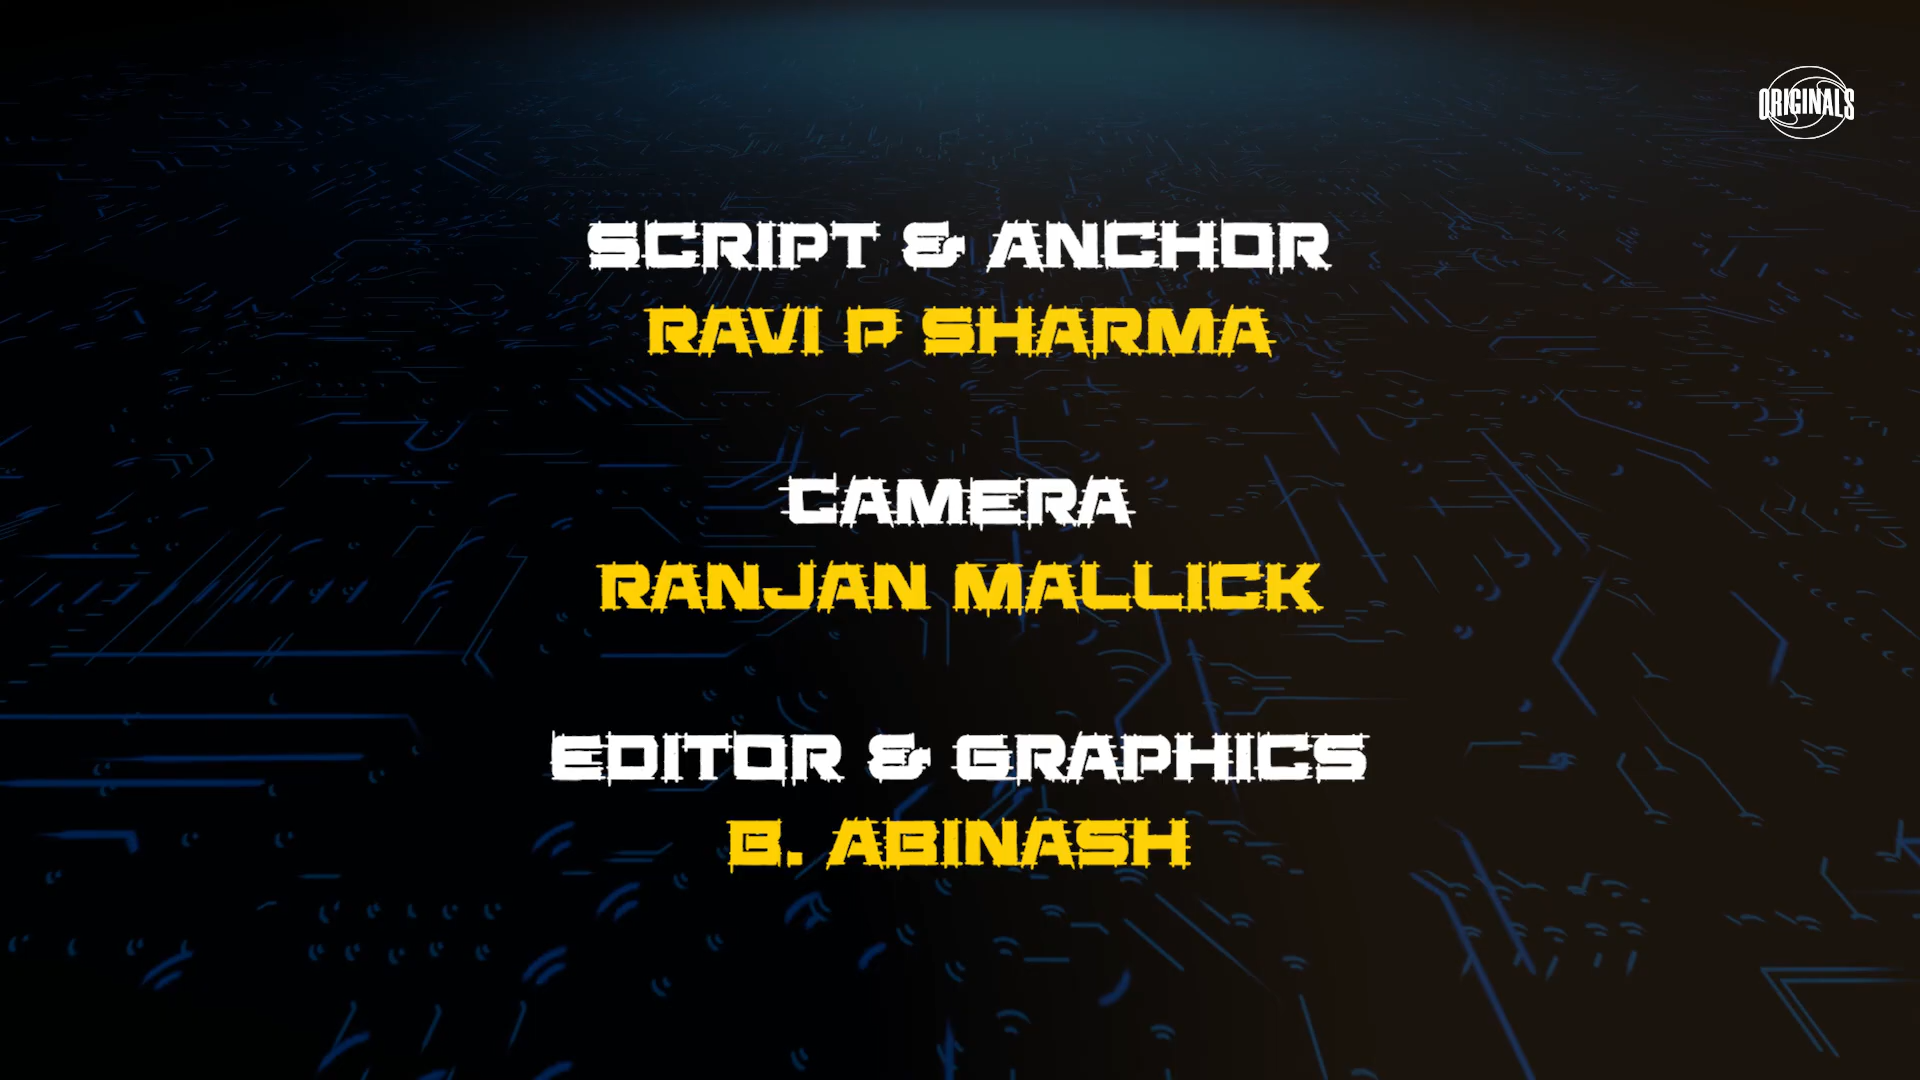 ORIGINALS
SCRIPT & ANCHOR
RAVI P SHARMA
CAMERA
RANJAN MALLICK
EDITOR & GRAPHICS
B. ABINASH